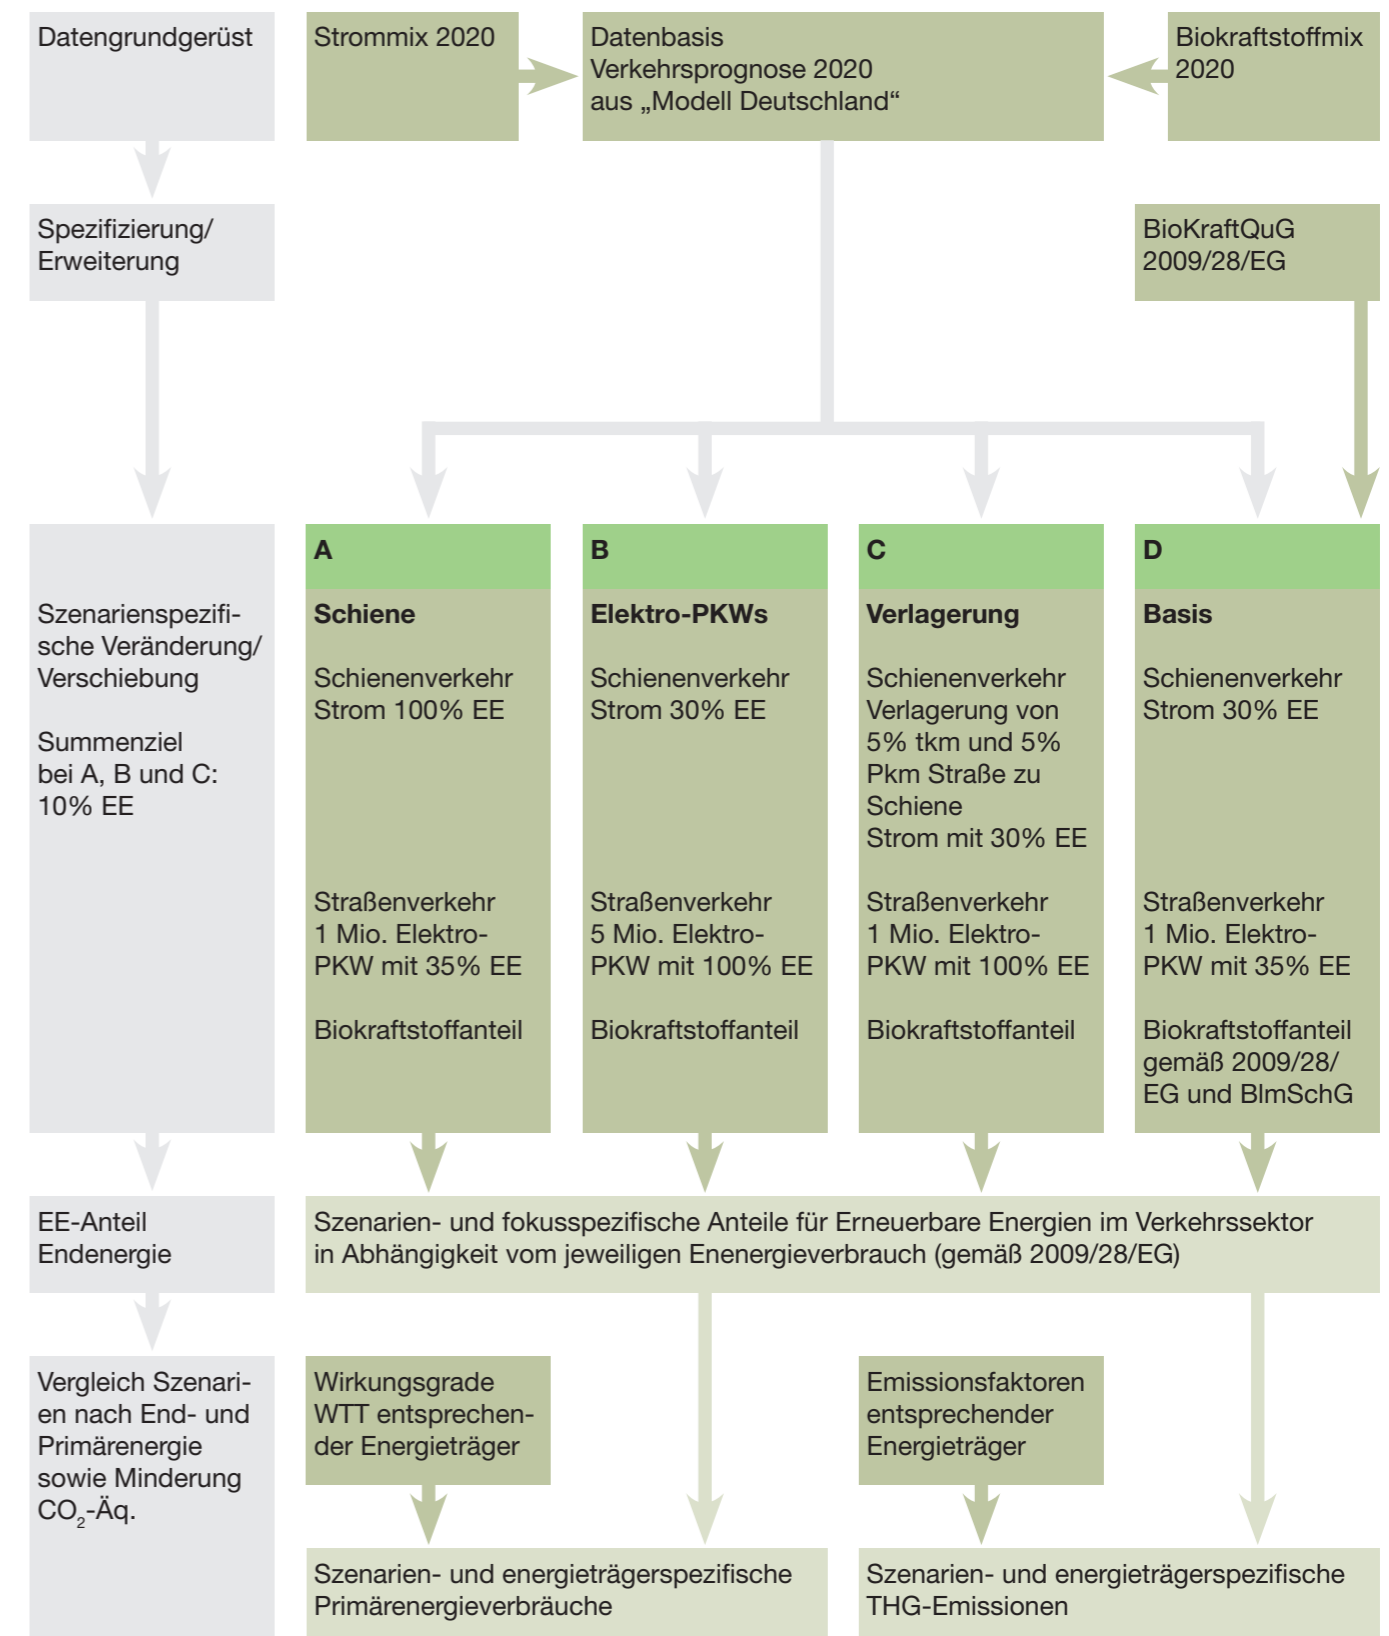 Datengrundgerüst
Strommix 2020
Datenbasis
Verkehrsprognose 2020
aus „Modell Deutschland“
Biokraftstoffmix
2020
Spezifizierung/
Erweiterung
BioKraftQuG
2009/28/EG
Szenarienspezifi-
sche Veränderung/
Verschiebung
Summenziel
bei A, B und C:
10% EE
A
Schiene
Schienenverkehr
Strom 100% EE
Straßenverkehr
1 Mio. Elektro-
PKW mit 35% EE
Biokraftstoffanteil
B
Elektro-PKWs
Schienenverkehr
Strom 30% EE
Straßenverkehr
5 Mio. Elektro-
PKW mit 100% EE
Biokraftstoffanteil
C
Verlagerung
Schienenverkehr
Verlagerung von
5% tkm und 5%
Pkm Straße zu
Schiene
Strom mit 30% EE
Straßenverkehr
1 Mio. Elektro-
PKW mit 100% EE
Biokraftstoffanteil
D
Basis
Schienenverkehr
Strom 30% EE
Straßenverkehr
1 Mio. Elektro-
PKW mit 35% EE
Biokraftstoffanteil
gemäß 2009/28/
EG und BlmSchG
EE-Anteil
Endenergie
Szenarien- und fokusspezifische Anteile für Erneuerbare Energien im Verkehrssektor
in Abhängigkeit vom jeweiligen Enenergieverbrauch (gemäß 2009/28/EG)
Vergleich Szenari-
en nach End- und
Primärenergie
sowie Minderung
CO₂-Äq.
Wirkungsgrade
WTT entsprechen-
der Energieträger
Emissionsfaktoren
entsprechender
Energieträger
Szenarien- und energieträgerspezifische
Primärenergieverbräuche
Szenarien- und energieträgerspezifische
THG-Emissionen